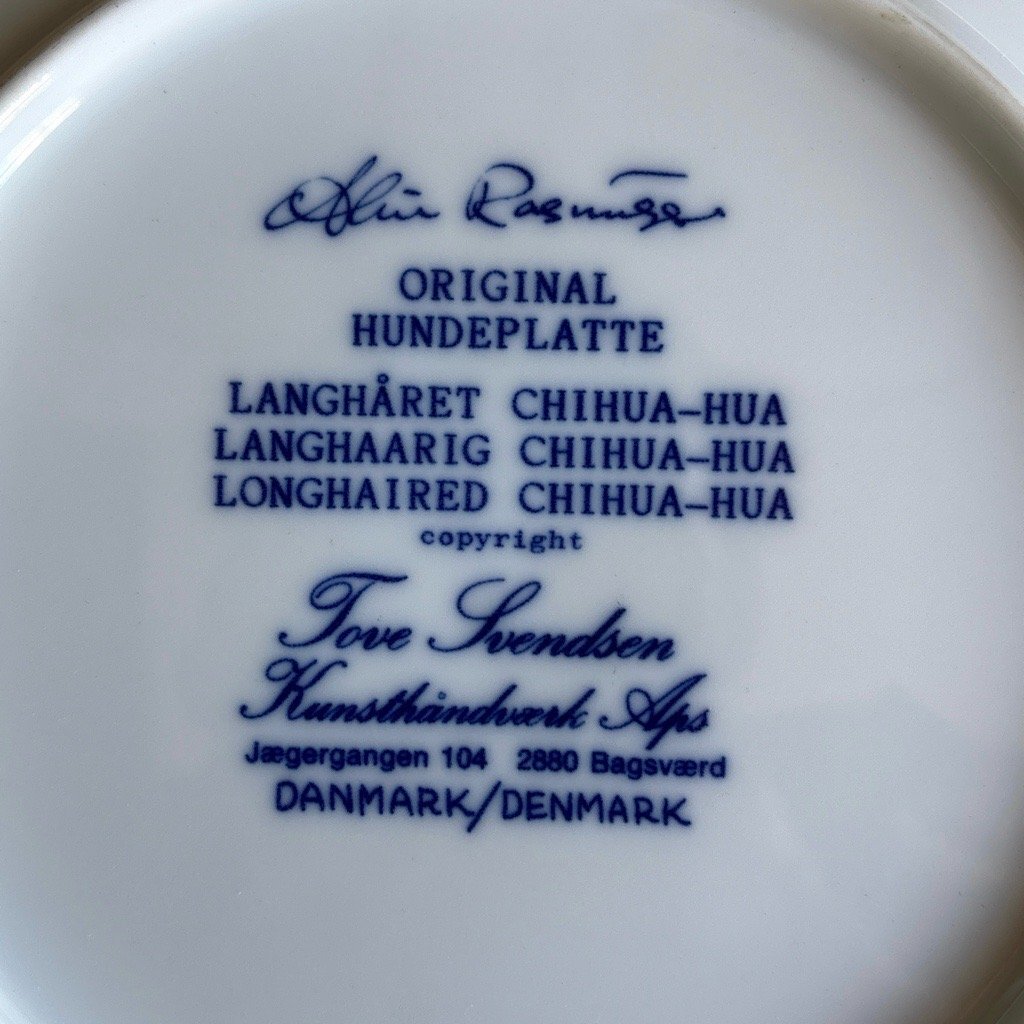 Rasmussen
ORIGINAL
HUNDEPLATTE
LANGHÅRET CHIHUA-HUA
LANGHAARIG CHIHUA-HUA
LONGHAIRED CHIHUA-HUA
copyright
Tove Svendsen
Kunsthåndværk Aps
Jægergangen 104 2880 Bagsværd
DANMARK/DENMARK